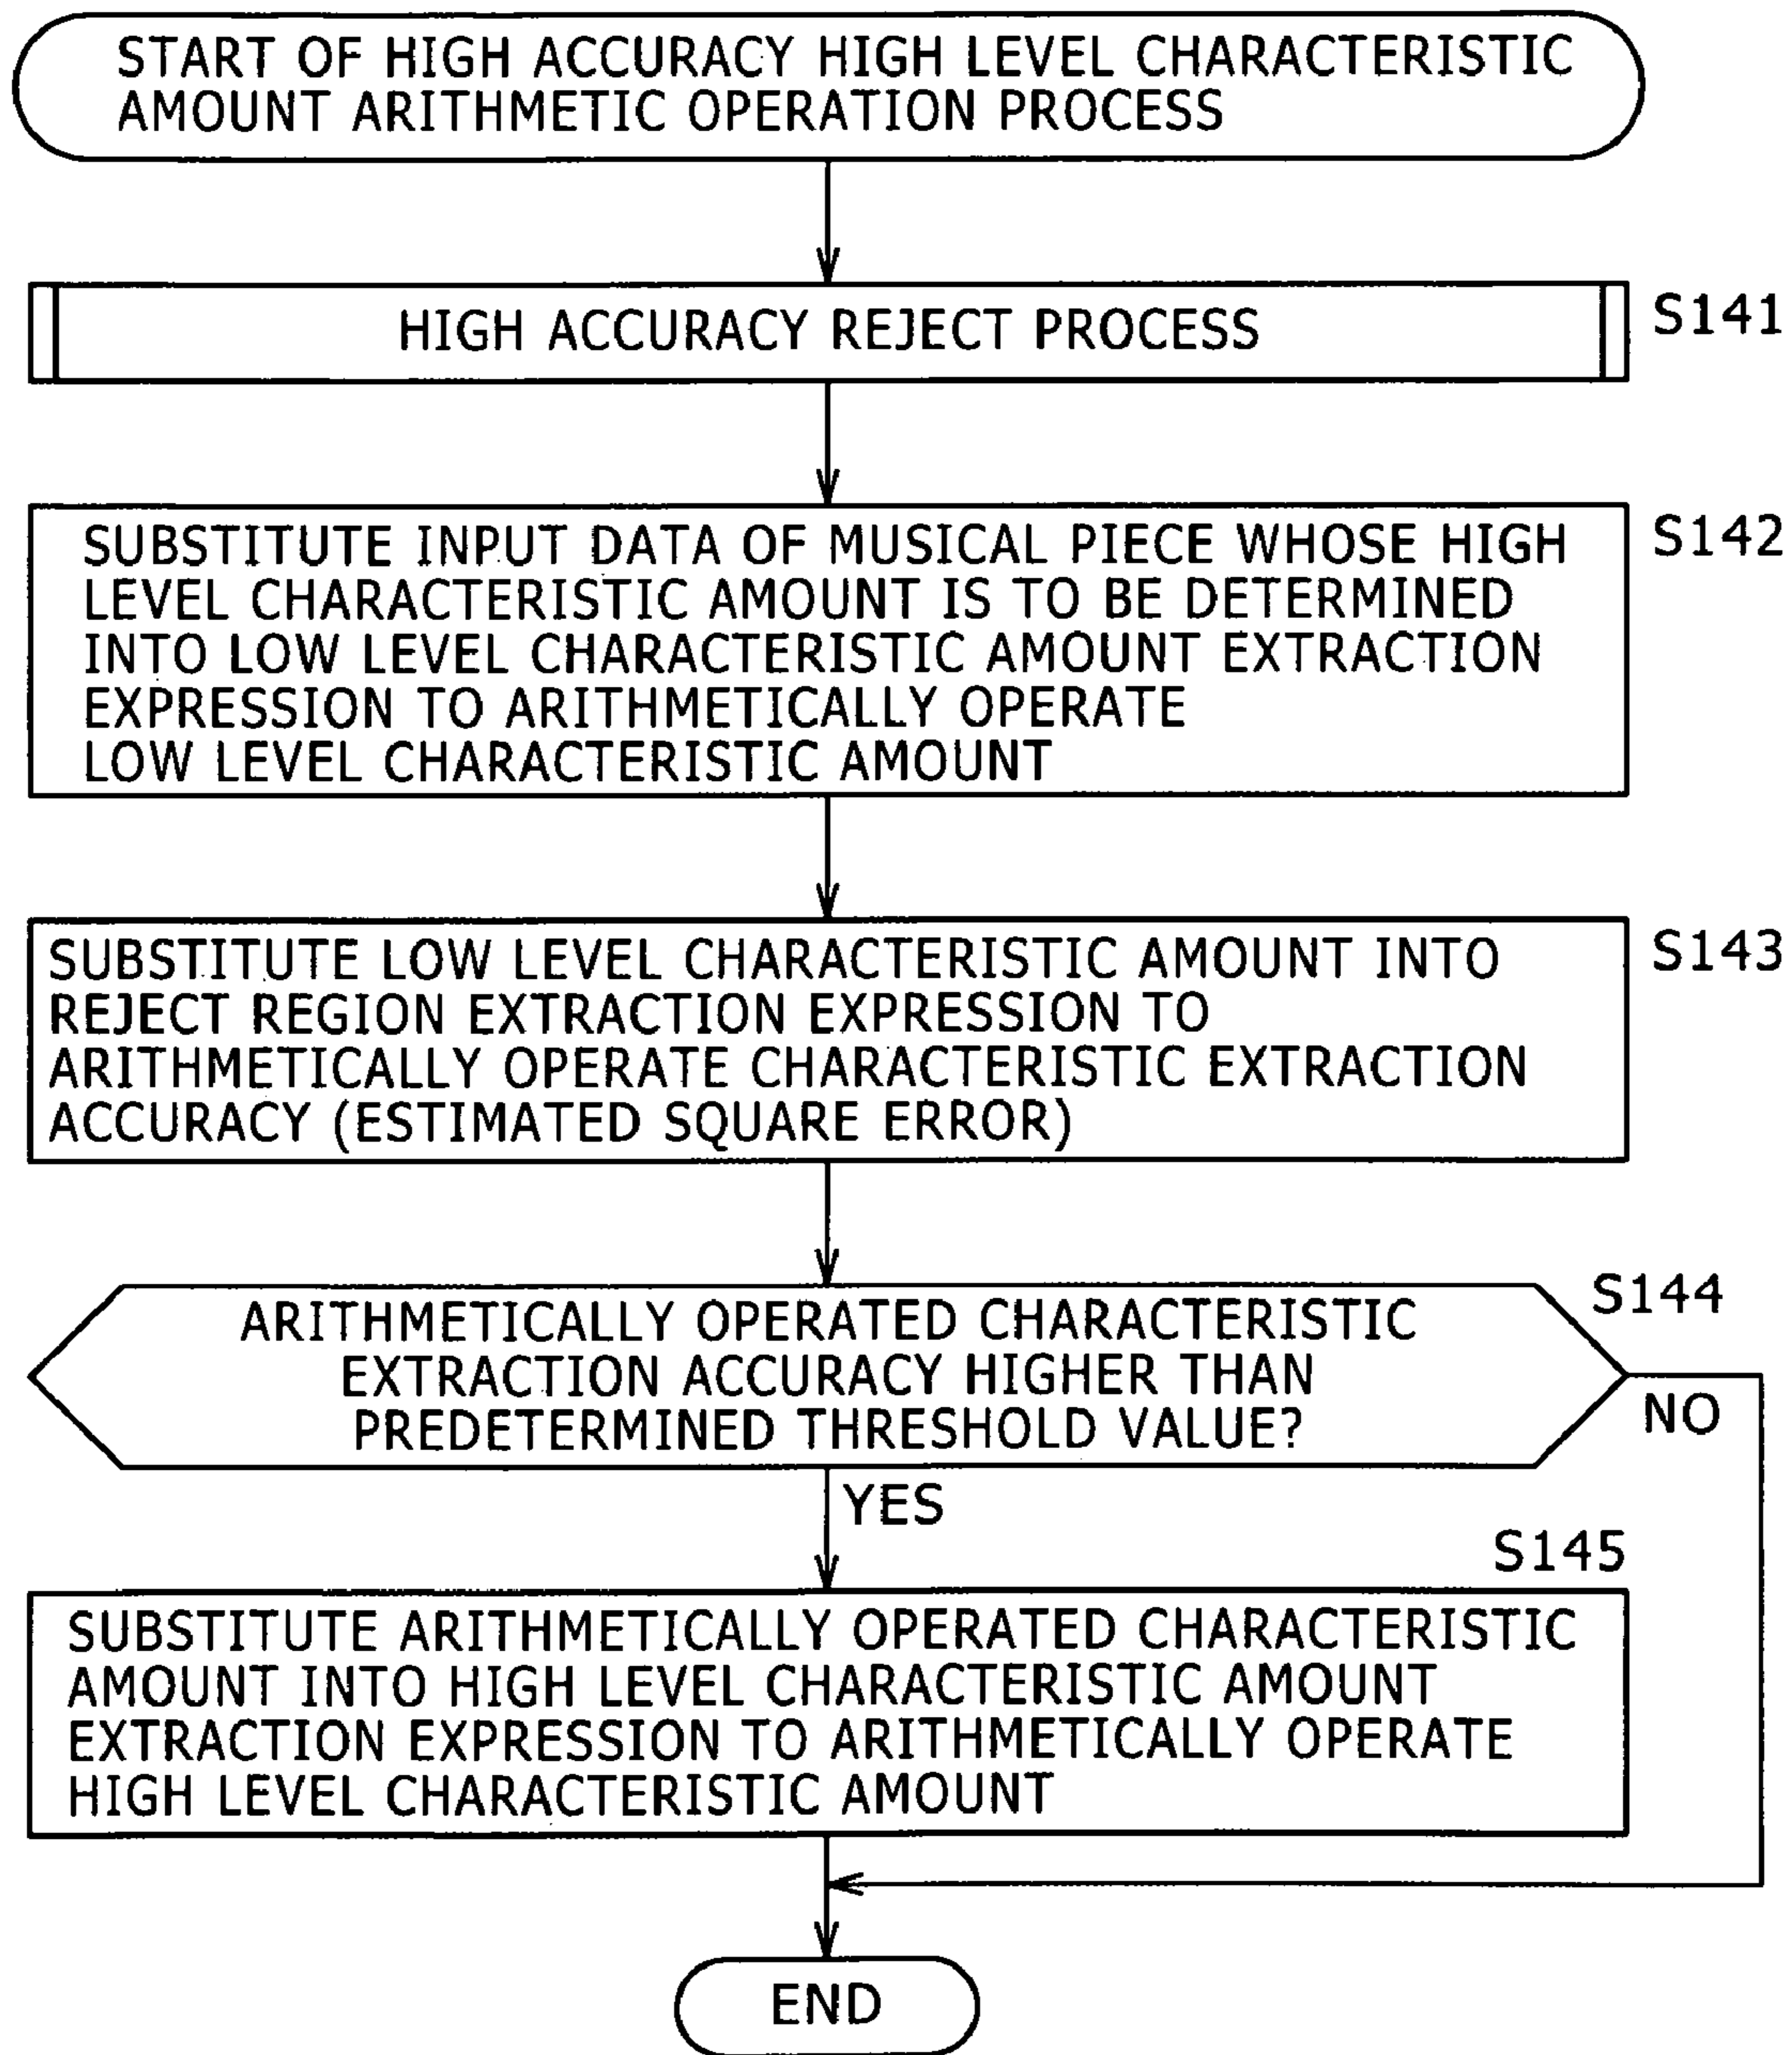 START OF HIGH ACCURACY HIGH LEVEL CHARACTERISTIC
AMOUNT ARITHMETIC OPERATION PROCESS
HIGH ACCURACY REJECT PROCESS
S141
SUBSTITUTE INPUT DATA OF MUSICAL PIECE WHOSE HIGH
LEVEL CHARACTERISTIC AMOUNT IS TO BE DETERMINED
INTO LOW LEVEL CHARACTERISTIC AMOUNT EXTRACTION
EXPRESSION TO ARITHMETICALLY OPERATE
LOW LEVEL CHARACTERISTIC AMOUNT
S142
SUBSTITUTE LOW LEVEL CHARACTERISTIC AMOUNT INTO
REJECT REGION EXTRACTION EXPRESSION TO
ARITHMETICALLY OPERATE CHARACTERISTIC EXTRACTION
ACCURACY (ESTIMATED SQUARE ERROR)
S143
ARITHMETICALLY OPERATED CHARACTERISTIC
EXTRACTION ACCURACY HIGHER THAN
PREDETERMINED THRESHOLD VALUE?
S144
NO
YES
S145
SUBSTITUTE ARITHMETICALLY OPERATED CHARACTERISTIC
AMOUNT INTO HIGH LEVEL CHARACTERISTIC AMOUNT
EXTRACTION EXPRESSION TO ARITHMETICALLY OPERATE
HIGH LEVEL CHARACTERISTIC AMOUNT
END